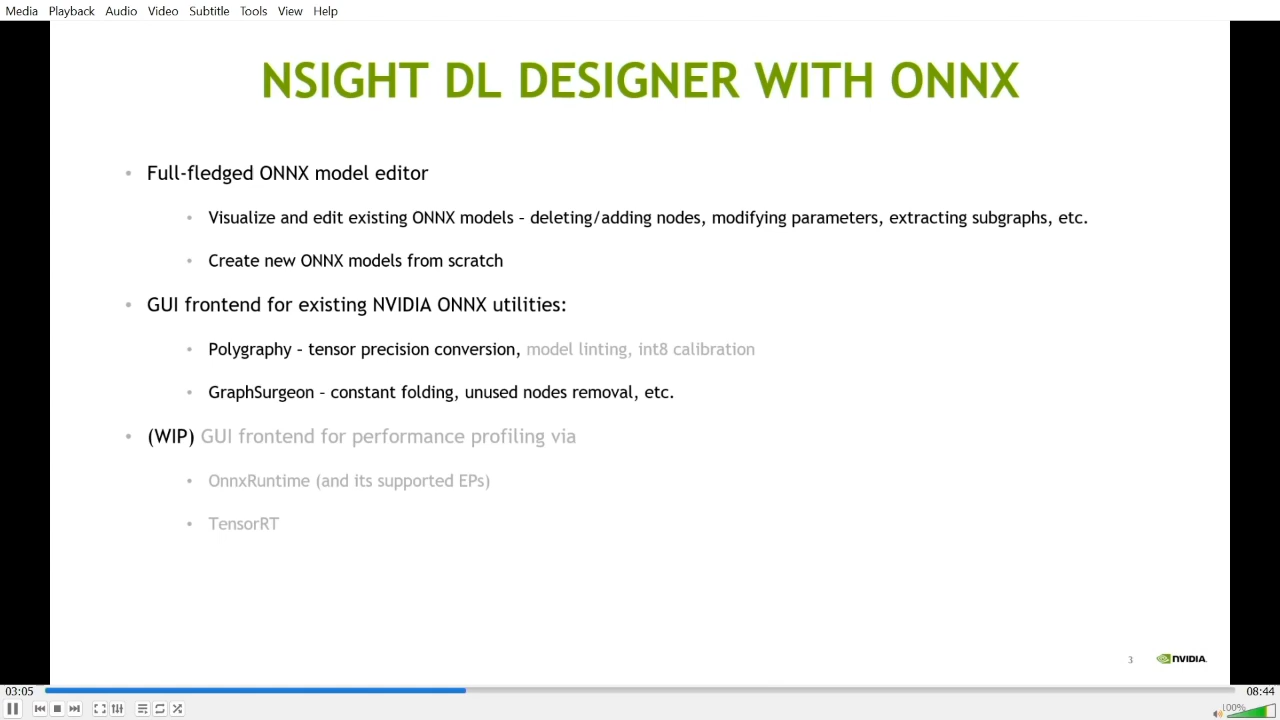 Media Playback Audio Video Subtitle Tools View Help
NSIGHT DL DESIGNER WITH ONNX
• Full-fledged ONNX model editor
• Visualize and edit existing ONNX models – deleting/adding nodes, modifying parameters, extracting subgraphs, etc.
• Create new ONNX models from scratch
• GUI frontend for existing NVIDIA ONNX utilities:
• Polygraphy – tensor precision conversion, model linting, int8 calibration
• GraphSurgeon – constant folding, unused nodes removal, etc.
• (WIP) GUI frontend for performance profiling via
• OnnxRuntime (and its supported EPs)
• TensorRT
3 NVIDIA.
03:05 08:44
100%